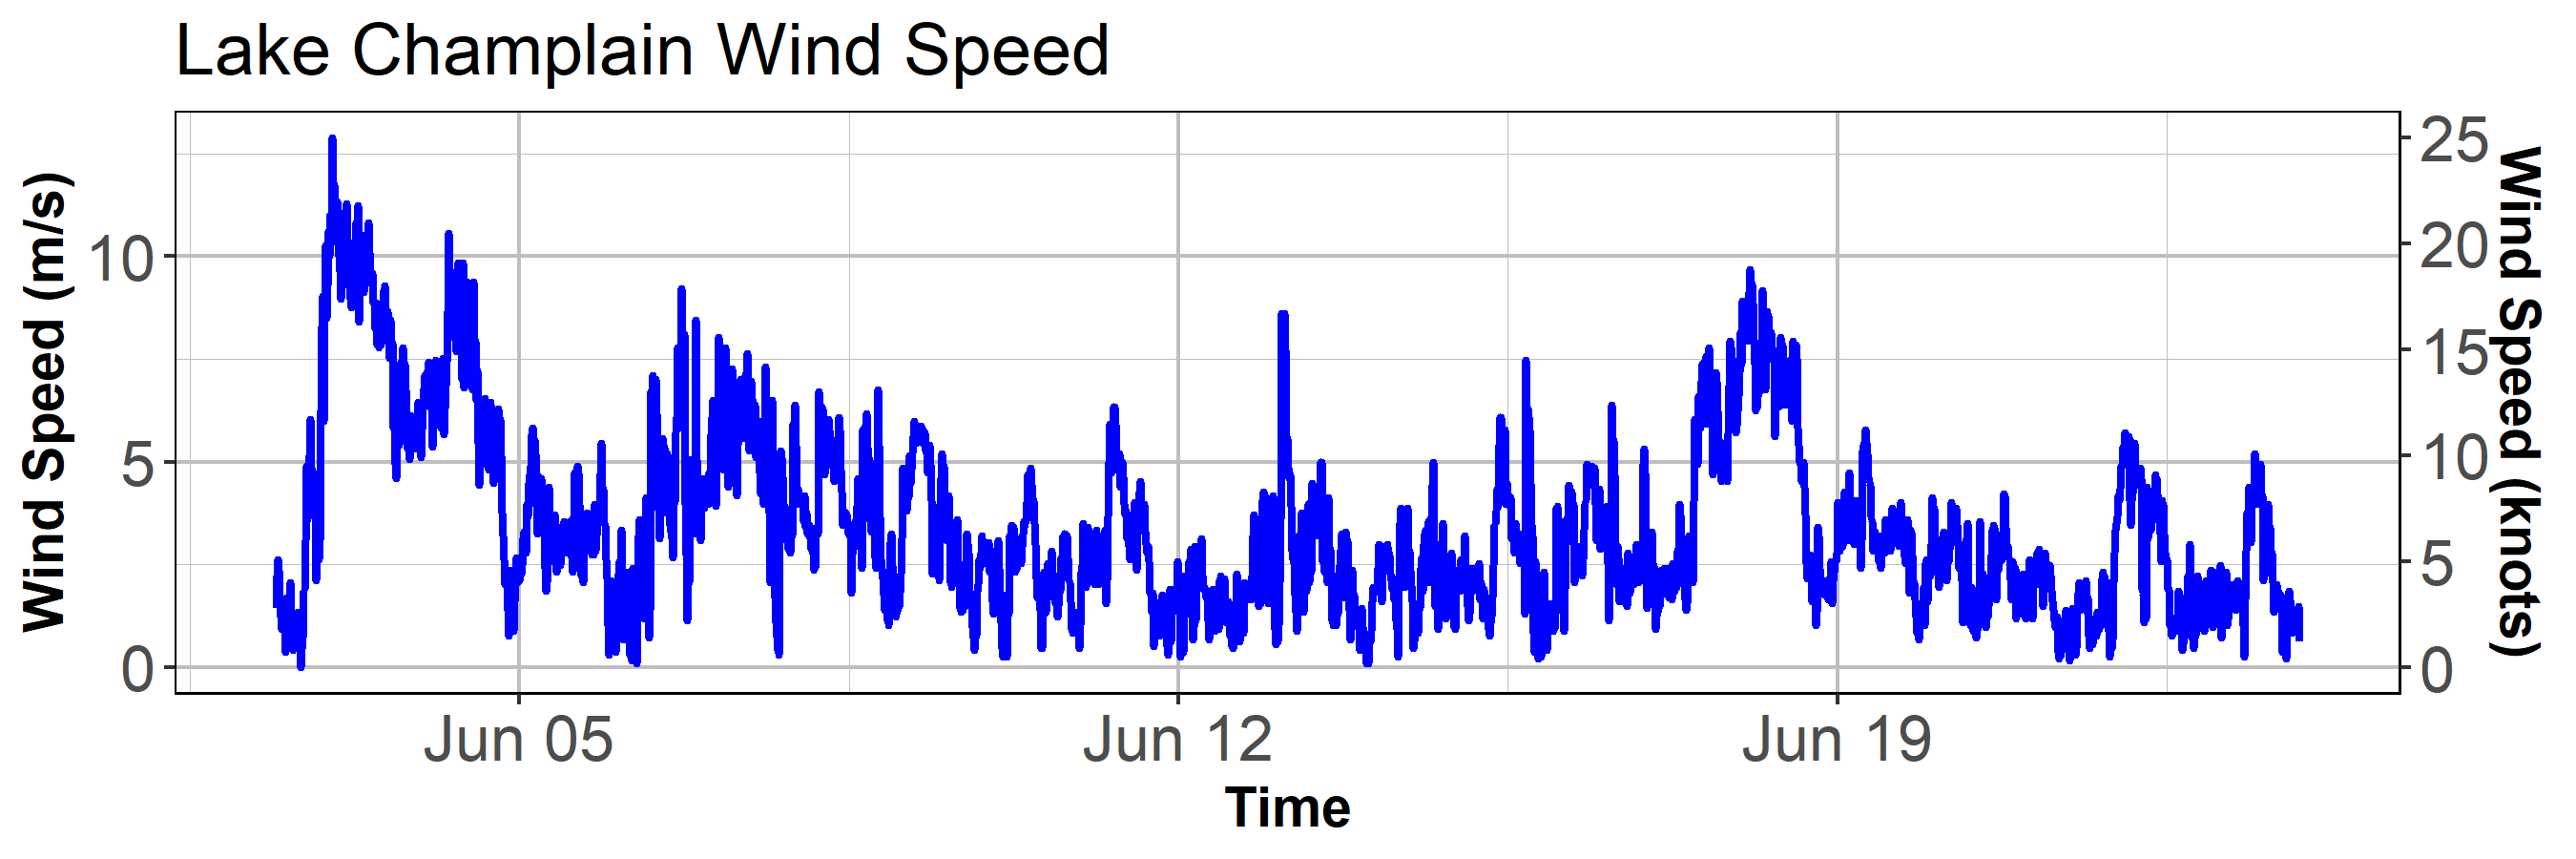 Lake Champlain Wind Speed
Wind Speed (m/s)
10
5
0
25
20
15
10
5
0
Wind Speed (knots)
Jun 05
Jun 12
Jun 19
Time